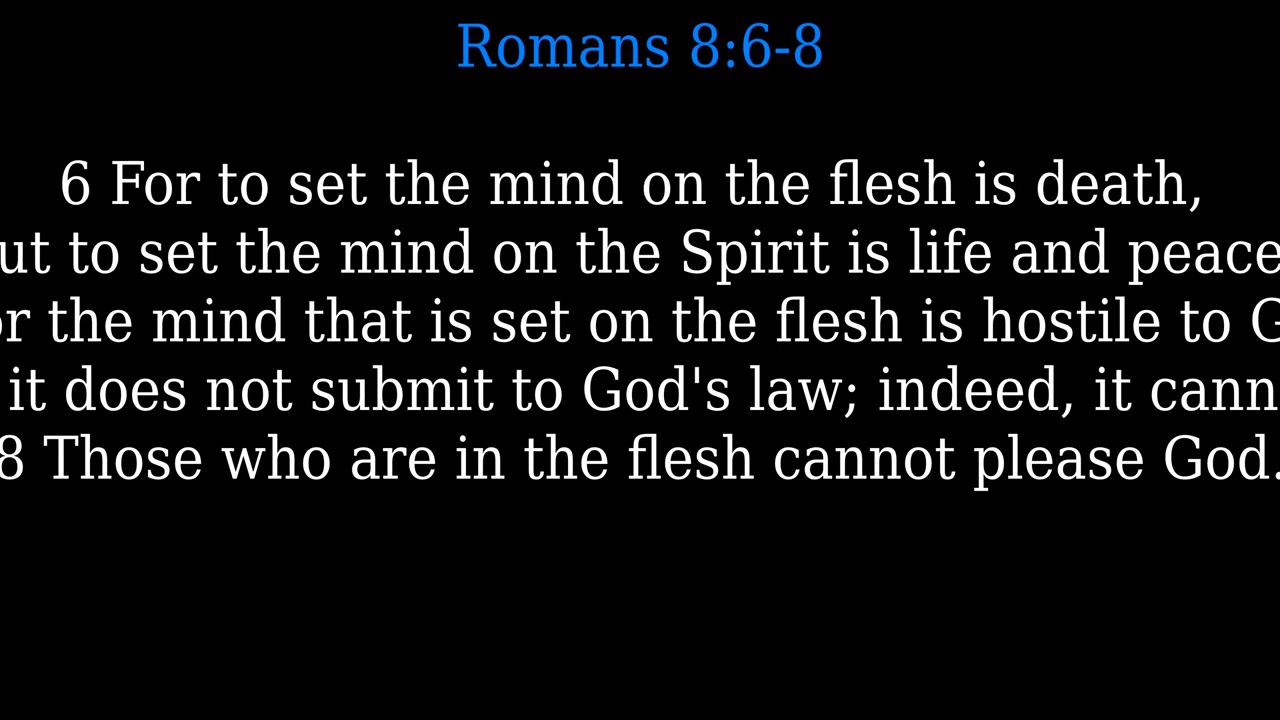 Romans 8:6-8
6 For to set the mind on the flesh is death,
ut to set the mind on the Spirit is life and peace
r the mind that is set on the flesh is hostile to G
it does not submit to God's law; indeed, it cann
8 Those who are in the flesh cannot please God.